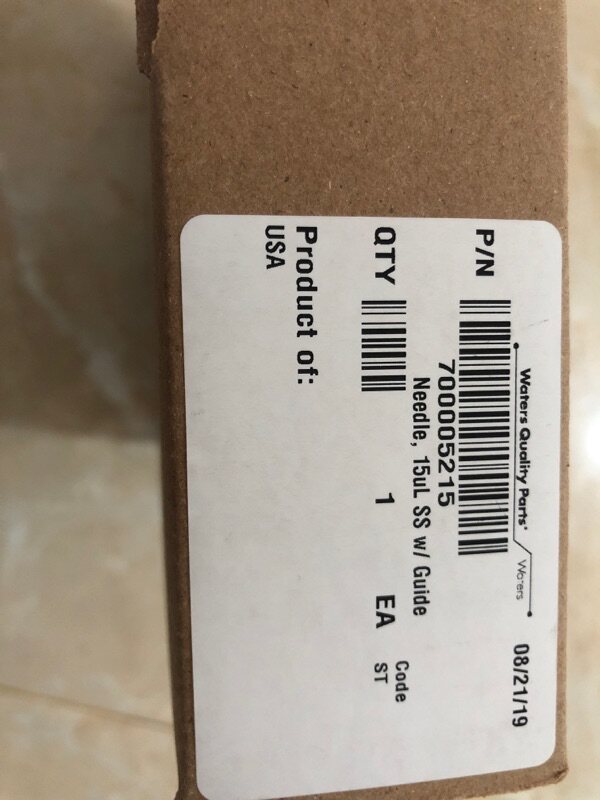 Waters Quality Parts® Waters 08/21/19
P/N
700005215
Needle, 15uL SS w/ Guide
QTY 1 EA Code
ST
Product of:
USA